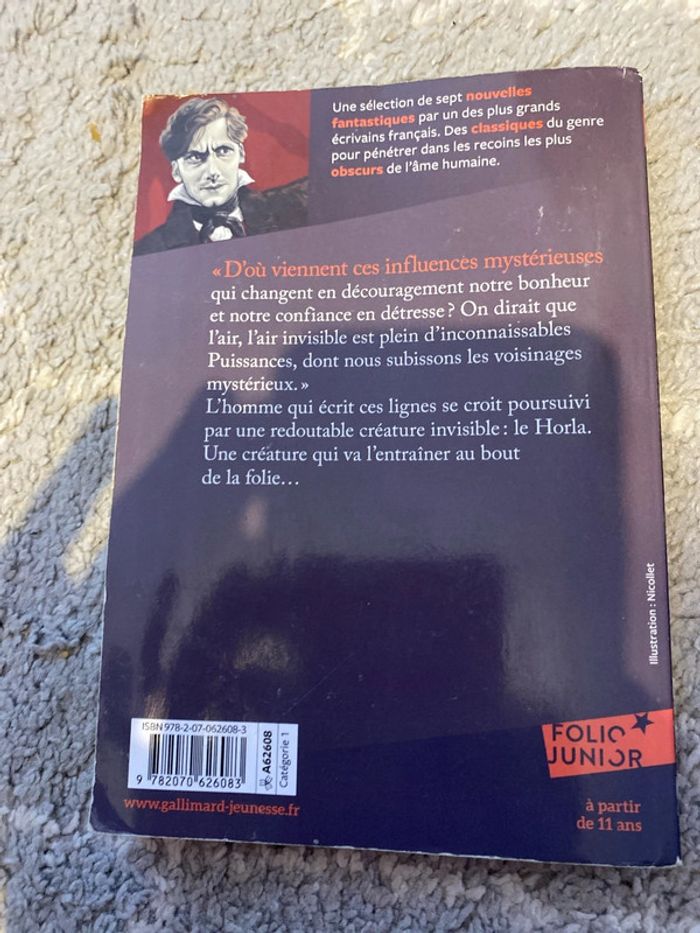 Une sélection de sept nouvelles
fantastiques par un des plus grands
écrivains français. Des classiques du genre
pour pénétrer dans les recoins les plus
obscurs de l'âme humaine.
« D'où viennent ces influences mystérieuses
qui changent en découragement notre bonheur
et notre confiance en détresse ? On dirait que
l'air, l'air invisible est plein d'inconnaissables
Puissances, dont nous subissons les voisinages
mystérieux. »
L'homme qui écrit ces lignes se croit poursuivi
par une redoutable créature invisible : le Horla.
Une créature qui va l'entraîner au bout
de la folie...
Illustration : Nicollet
ISBN 978-2-07-062608-3
9 782070 626083
A62608
Catégorie 1
www.gallimard-jeunesse.fr
FOLIO
JUNIOR
à partir
de 11 ans